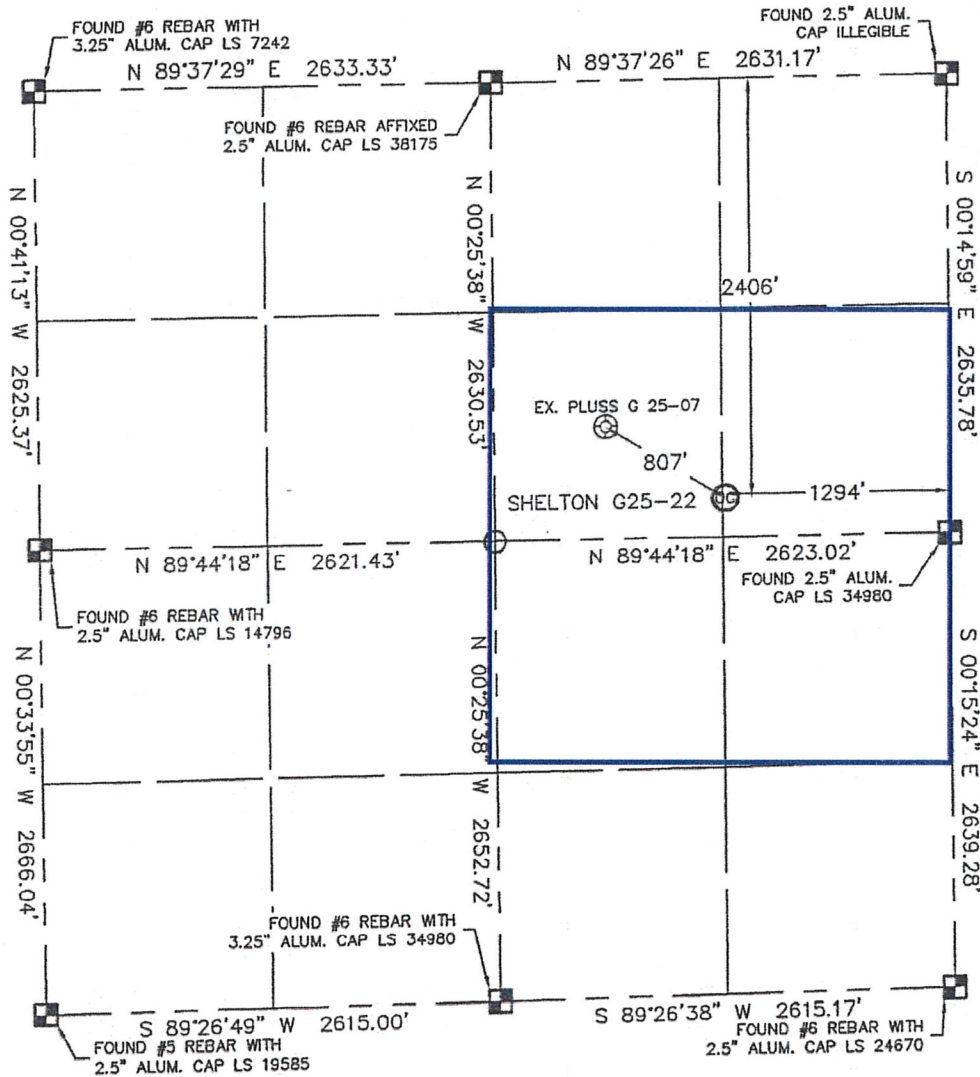 FOUND #6 REBAR WITH
3.25" ALUM. CAP LS 7242
FOUND 2.5" ALUM.
CAP ILLEGIBLE
N 89°37'29" E 2633.33'
N 89°37'26" E 2631.17'
FOUND #6 REBAR AFFIXED
2.5" ALUM. CAP LS 38175
N 00°41'13" W 2625.37'
N 00°25'38" W 2630.53'
S 00°14'59" E 2635.78'
2406'
EX. PLUSS G 25-07
807'
SHELTON G25-22
OG
1294'
N 89°44'18" E 2621.43'
N 89°44'18" E 2623.02'
FOUND 2.5" ALUM.
CAP LS 34980
FOUND #6 REBAR WITH
2.5" ALUM. CAP LS 14796
N 00°33'55" W 2666.04'
N 00°25'38" W 2652.72'
S 00°15'24" E 2639.28'
FOUND #6 REBAR WITH
3.25" ALUM. CAP LS 34980
S 89°26'49" W 2615.00'
S 89°26'38" W 2615.17'
FOUND #5 REBAR WITH
2.5" ALUM. CAP LS 19585
FOUND #6 REBAR WITH
2.5" ALUM. CAP LS 24670